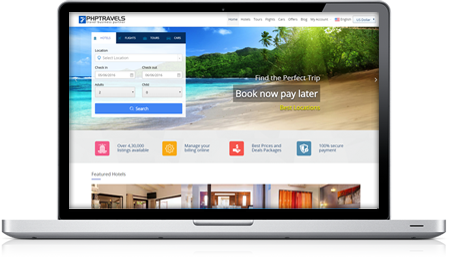 PHPTRAVELS
Home Hotels Tours Flights Cars Offers Blog My Account English
HOTELS FLIGHTS TOURS CARS
Location
Select Location
Check in Check out
Adults Child
Search
Find the Perfect Trip
Book now pay later
Best Locations
Over 4,30,000
listings available
Manage your
listing online
Best Prices and
Deals Packages
100% secure
payment
Featured Hotels